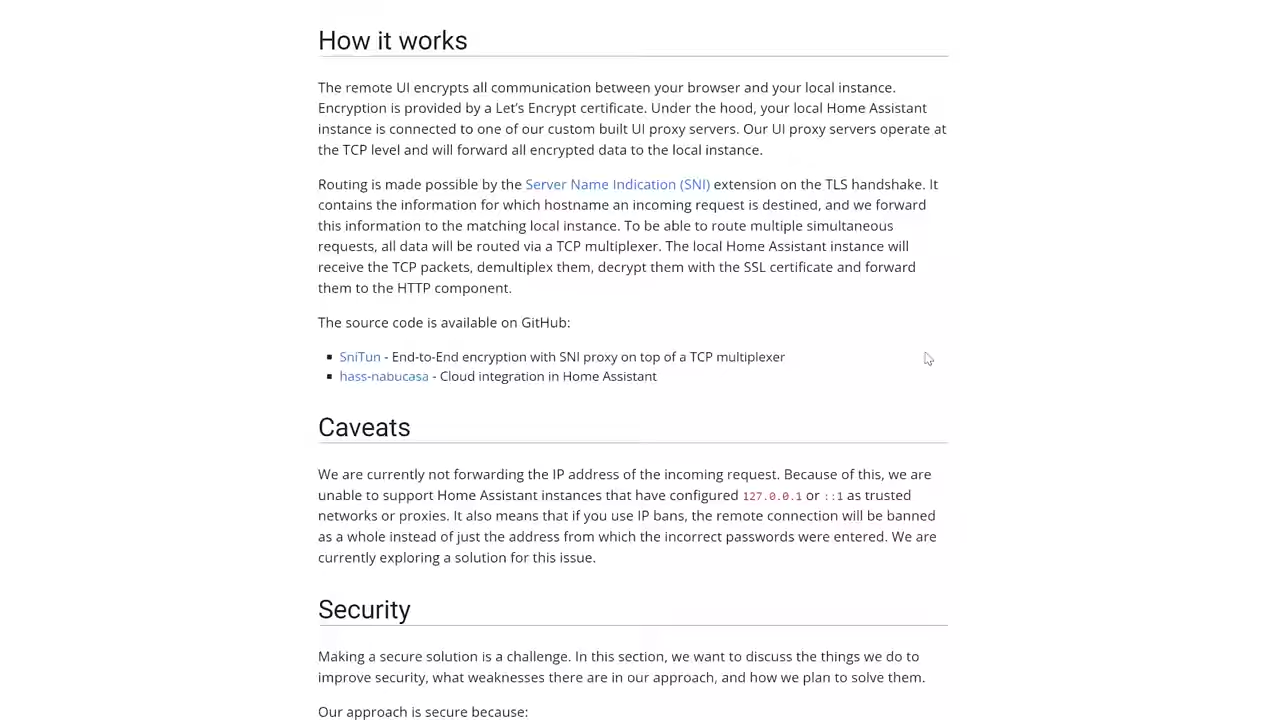 How it works
The remote UI encrypts all communication between your browser and your local instance.
Encryption is provided by a Let's Encrypt certificate. Under the hood, your local Home Assistant
instance is connected to one of our custom built UI proxy servers. Our UI proxy servers operate at
the TCP level and will forward all encrypted data to the local instance.
Routing is made possible by the Server Name Indication (SNI) extension on the TLS handshake. It
contains the information for which hostname an incoming request is destined, and we forward
this information to the matching local instance. To be able to route multiple simultaneous
requests, all data will be routed via a TCP multiplexer. The local Home Assistant instance will
receive the TCP packets, demultiplex them, decrypt them with the SSL certificate and forward
them to the HTTP component.
The source code is available on GitHub:
▪ SniTun - End-to-End encryption with SNI proxy on top of a TCP multiplexer
▪ hass-nabucasa - Cloud integration in Home Assistant
Caveats
We are currently not forwarding the IP address of the incoming request. Because of this, we are
unable to support Home Assistant instances that have configured 127.0.0.1 or ::1 as trusted
networks or proxies. It also means that if you use IP bans, the remote connection will be banned
as a whole instead of just the address from which the incorrect passwords were entered. We are
currently exploring a solution for this issue.
Security
Making a secure solution is a challenge. In this section, we want to discuss the things we do to
improve security, what weaknesses there are in our approach, and how we plan to solve them.
Our approach is secure because: